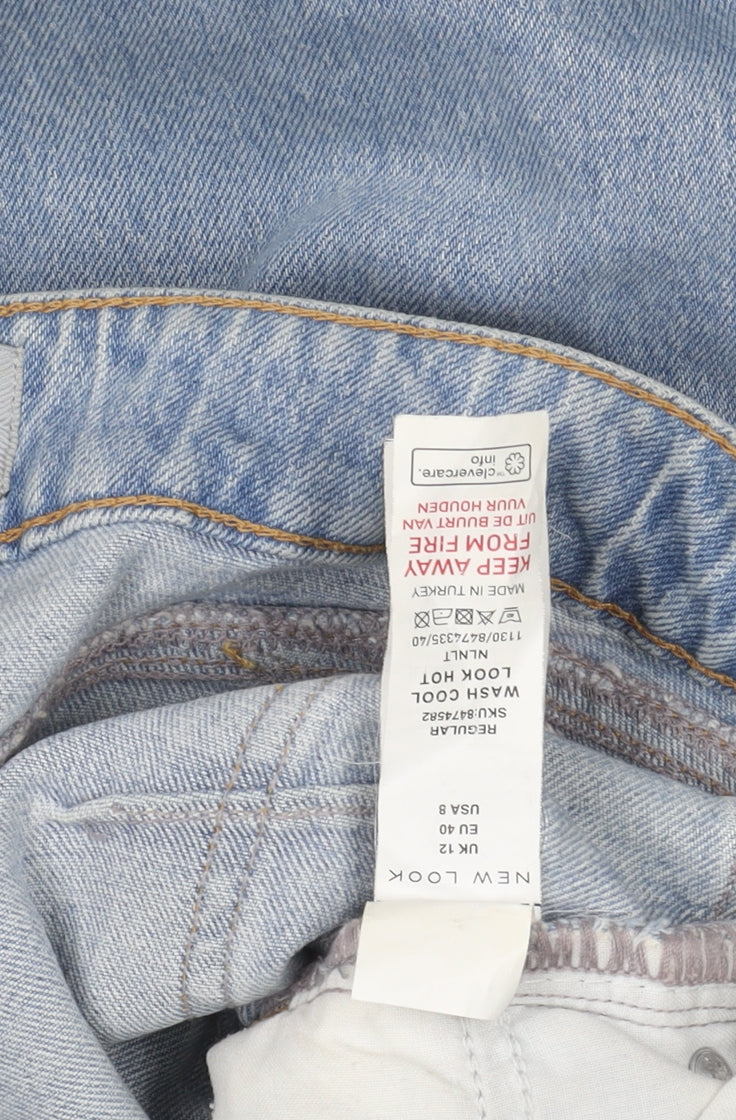 NEW LOOK
UK 12
EU 40
USA 8
REGULAR
SKU:8474582
WASH COOL
LOOK HOT
NLNLT
1130/8474335/40
MADE IN TURKEY
KEEP AWAY
FROM FIRE
UIT DE BUURT VAN
VUUR HOUDEN
™clevercare.
info